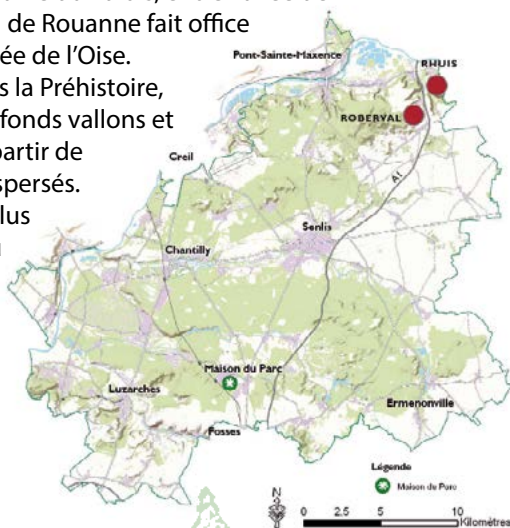 de Rouanne fait office
ée de l’Oise.
s la Préhistoire,
fonds vallons et
partir de
spersés.
lus
Pont-Sainte-Maxence
RHUIS
ROBERVAL
Creil
A1
Senlis
Chantilly
Maison du Parc
Luzarches
Ermenonville
Fosses
Légende
Maison du Parc
N
S
0 2.5 5 10
Kilomètres